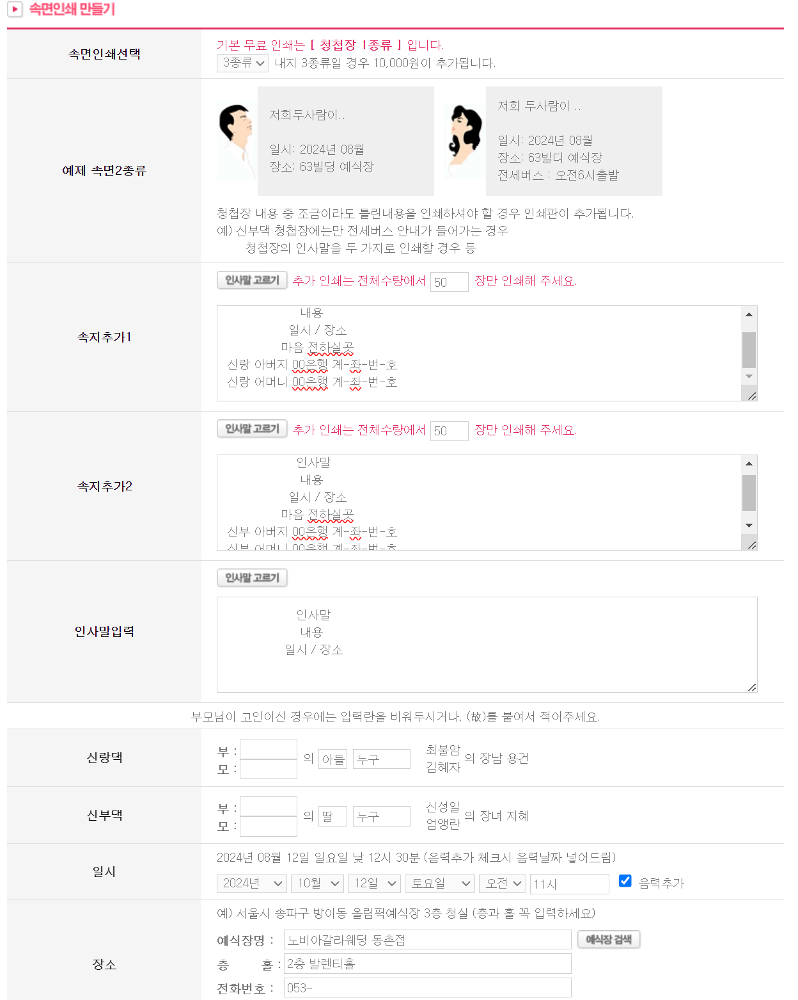 속면인쇄 만들기
속면인쇄선택
기본 무료 인쇄는 [ 청첩장 1종류 ] 입니다.
3종류 내지 3종류일 경우 10,000원이 추가됩니다.
예제 속면2종류
저희두사람이..
일시: 2024년 08월
장소: 63빌딩 예식장
저희 두사람이 ..
일시: 2024년 08월
장소: 63빌디 예식장
전세버스 : 오전6시출발
청첩장 내용 중 조금이라도 틀린내용을 인쇄하셔야 할 경우 인쇄판이 추가됩니다.
예) 신부댁 청첩장에는만 전세버스 안내가 들어가는 경우
청첩장의 인사말을 두 가지로 인쇄할 경우 등
속지추가1
인사말 고르기 추가 인쇄는 전체수량에서 50 장만 인쇄해 주세요.
내용
일시 / 장소
마음 전하실곳
신랑 아버지 00은행 계-좌-번-호
신랑 어머니 00은행 계-좌-번-호
속지추가2
인사말 고르기 추가 인쇄는 전체수량에서 50 장만 인쇄해 주세요.
인사말
내용
일시 / 장소
마음 전하실곳
신부 아버지 00은행 계-좌-번-호
신부 어머니 00은행 계-좌-번-호
인사말입력
인사말 고르기
인사말
내용
일시 / 장소
부모님이 고인이신 경우에는 입력란을 비워두시거나, (故)를 붙여서 적어주세요.
신랑댁
부 :
모 :
의 아들 누구
최불암
김혜자
의 장남 용건
신부댁
부 :
모 :
의 딸 누구
신성일
엄앵란
의 장녀 지혜
일시
2024년 08월 12일 일요일 낮 12시 30분 (음력추가 체크시 음력날짜 넣어드림)
2024년 10월 12일 토요일 오전 11시 음력추가
장소
예) 서울시 송파구 방이동 올림픽예식장 3층 청실 (층과 홀 꼭 입력하세요)
예식장명 : 노비아갈라웨딩 동촌점 예식장 검색
층 홀 : 2층 발렌티홀
전화번호 : 053-